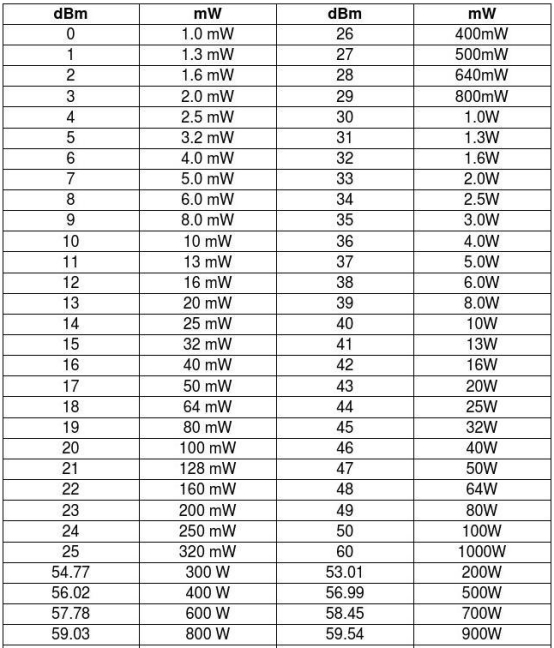 dBm mW dBm mW
0 1.0 mW 26 400mW
1 1.3 mW 27 500mW
2 1.6 mW 28 640mW
3 2.0 mW 29 800mW
4 2.5 mW 30 1.0W
5 3.2 mW 31 1.3W
6 4.0 mW 32 1.6W
7 5.0 mW 33 2.0W
8 6.0 mW 34 2.5W
9 8.0 mW 35 3.0W
10 10 mW 36 4.0W
11 13 mW 37 5.0W
12 16 mW 38 6.0W
13 20 mW 39 8.0W
14 25 mW 40 10W
15 32 mW 41 13W
16 40 mW 42 16W
17 50 mW 43 20W
18 64 mW 44 25W
19 80 mW 45 32W
20 100 mW 46 40W
21 128 mW 47 50W
22 160 mW 48 64W
23 200 mW 49 80W
24 250 mW 50 100W
25 320 mW 60 1000W
54.77 300 W 53.01 200W
56.02 400 W 56.99 500W
57.78 600 W 58.45 700W
59.03 800 W 59.54 900W